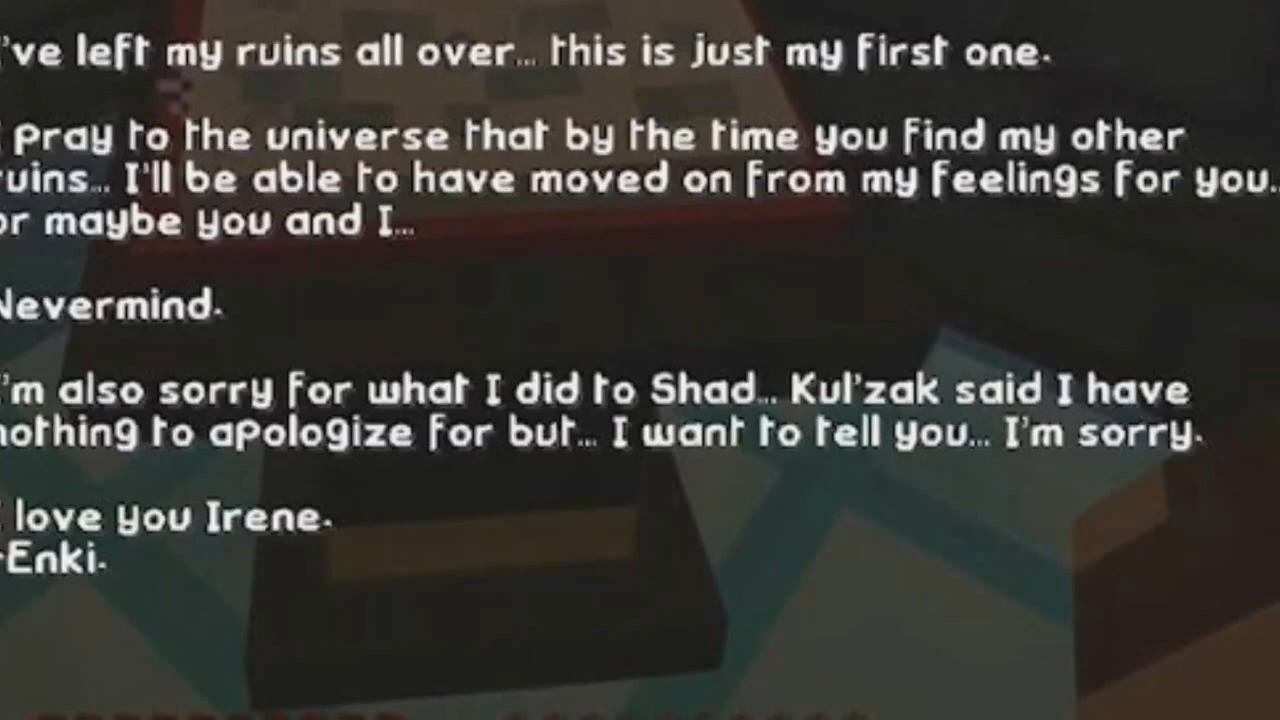 've left my ruins all over... this is just my first one.
pray to the universe that by the time you find my other
ruins... I'll be able to have moved on from my feelings for you..
or maybe you and I...
Nevermind.
'm also sorry for what I did to Shad... Kul'zak said I have
nothing to apologize for but... I want to tell you... I'm sorry.
I love you Irene.
-Enki.